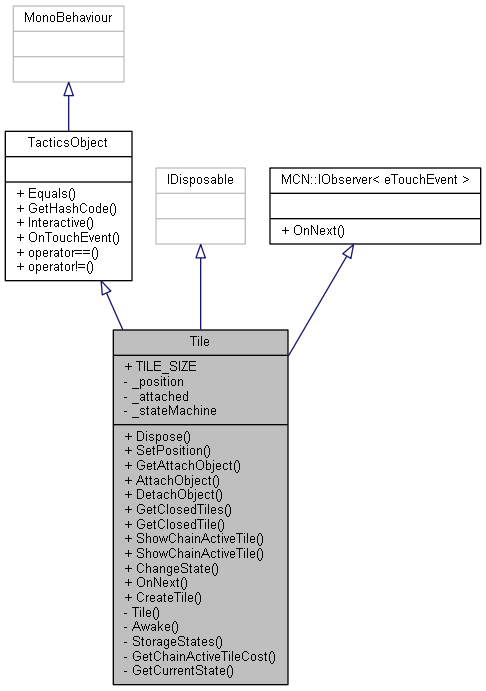 MonoBehaviour
TacticsObject
+ Equals()
+ GetHashCode()
+ Interactive()
+ OnTouchEvent()
+ operator==()
+ operator!=()
IDisposable
MCN::IObserver< eTouchEvent >
+ OnNext()
Tile
+ TILE_SIZE
- _position
- _attached
- _stateMachine
+ Dispose()
+ SetPosition()
+ GetAttachObject()
+ AttachObject()
+ DetachObject()
+ GetClosedTiles()
+ GetClosedTile()
+ ShowChainActiveTile()
+ ShowChainActiveTile()
+ ChangeState()
+ OnNext()
+ CreateTile()
- Tile()
- Awake()
- StorageStates()
- GetChainActiveTileCost()
- GetCurrentState()